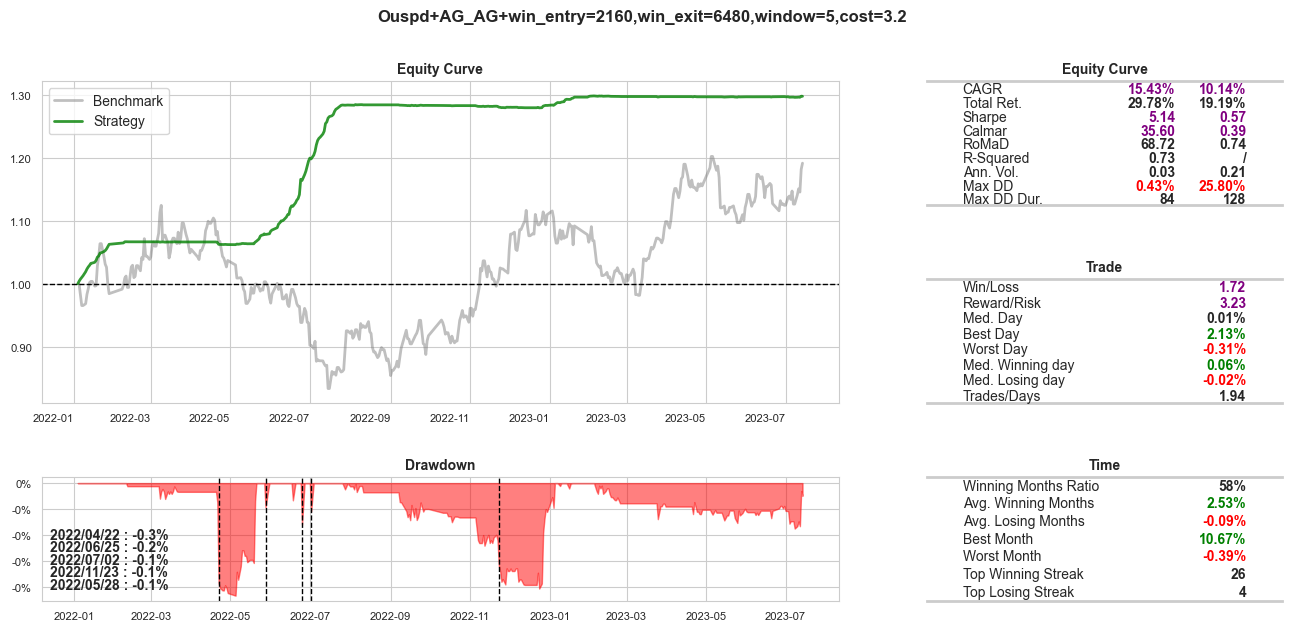 Ouspd+AG_AG+win_entry=2160,win_exit=6480,window=5,cost=3.2
Equity Curve
Benchmark
Strategy
1.30
1.20
1.10
1.00
0.90
2022-01 2022-03 2022-05 2022-07 2022-09 2022-11 2023-01 2023-03 2023-05 2023-07
Equity Curve
CAGR 15.43% 10.14%
Total Ret. 29.78% 19.19%
Sharpe 5.14 0.57
Calmar 35.60 0.39
RoMaD 68.72 0.74
R-Squared 0.73 /
Ann. Vol. 0.03 0.21
Max DD 0.43% 25.80%
Max DD Dur. 84 128
Trade
Win/Loss 1.72
Reward/Risk 3.23
Med. Day 0.01%
Best Day 2.13%
Worst Day -0.31%
Med. Winning day 0.06%
Med. Losing day -0.02%
Trades/Days 1.94
Drawdown
0%
-0%
-0%
-0%
-0%
2022/04/22 : -0.3%
2022/06/25 : -0.2%
2022/07/02 : -0.1%
2022/11/23 : -0.1%
2022/05/28 : -0.1%
2022-01 2022-03 2022-05 2022-07 2022-09 2022-11 2023-01 2023-03 2023-05 2023-07
Time
Winning Months Ratio 58%
Avg. Winning Months 2.53%
Avg. Losing Months -0.09%
Best Month 10.67%
Worst Month -0.39%
Top Winning Streak 26
Top Losing Streak 4